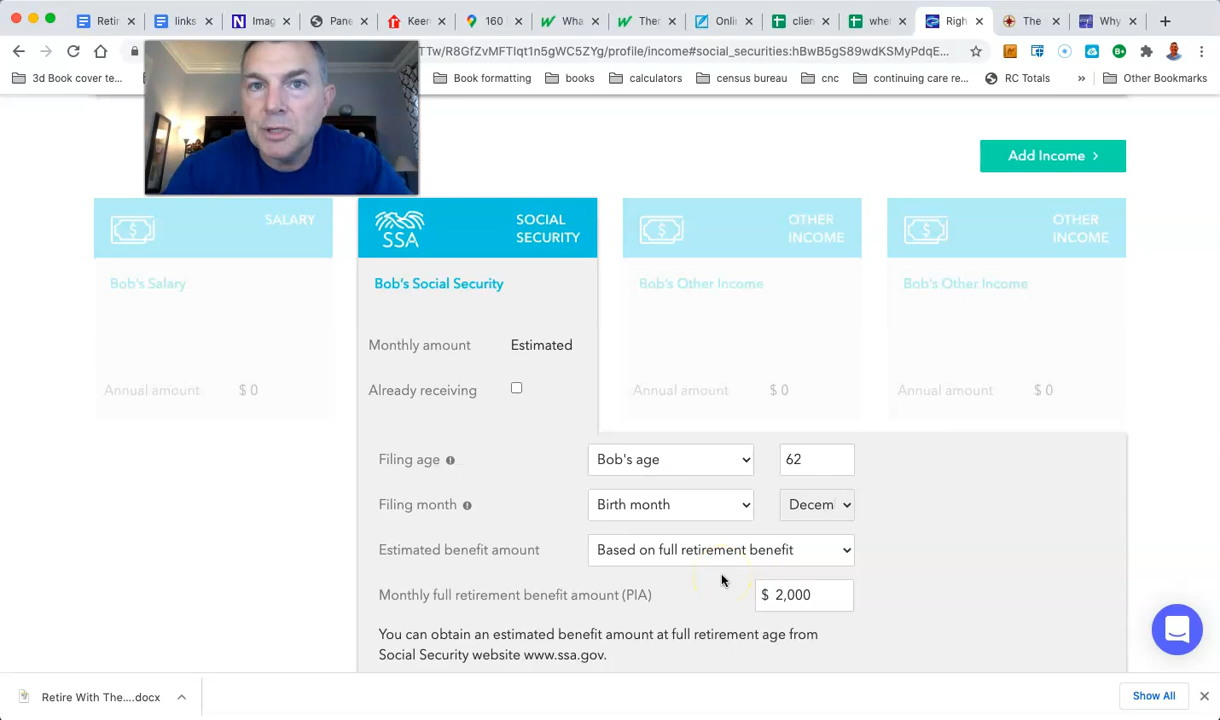 Retir
links
Imag
Pane
Keen
160
Wha
Ther
Onli
clien
when
Righ
The
Why
TTw/R8GfZvMFTIqt1n5gWC5ZYg/profile/income#social_securities:hBwB5gS89wdKSMyPdqE...
3d Book cover te...
Book formatting
books
calculators
census bureau
cnc
continuing care re...
RC Totals
»
Other Bookmarks
Add Income >
SALARY
Bob's Salary
Annual amount $ 0
SSA
SOCIAL
SECURITY
Bob's Social Security
Monthly amount Estimated
Already receiving
OTHER
INCOME
Bob's Other Income
Annual amount $ 0
OTHER
INCOME
Bob's Other Income
Annual amount $ 0
Filing age Bob's age 62
Filing month Birth month Decem
Estimated benefit amount Based on full retirement benefit
Monthly full retirement benefit amount (PIA) $ 2,000
You can obtain an estimated benefit amount at full retirement age from
Social Security website www.ssa.gov.
Retire With The....docx
Show All